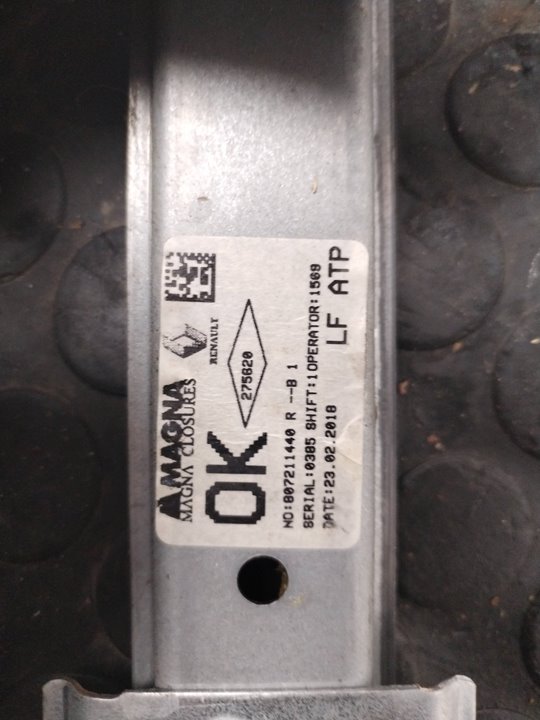 MAGNA
MAGNA CLOSURES
RENAULT
OK
275620
NO:807211440 R --B 1
SERIAL:0385 SHIFT:1OPERATOR:1569
DATE:23.02.2018
LF ATP